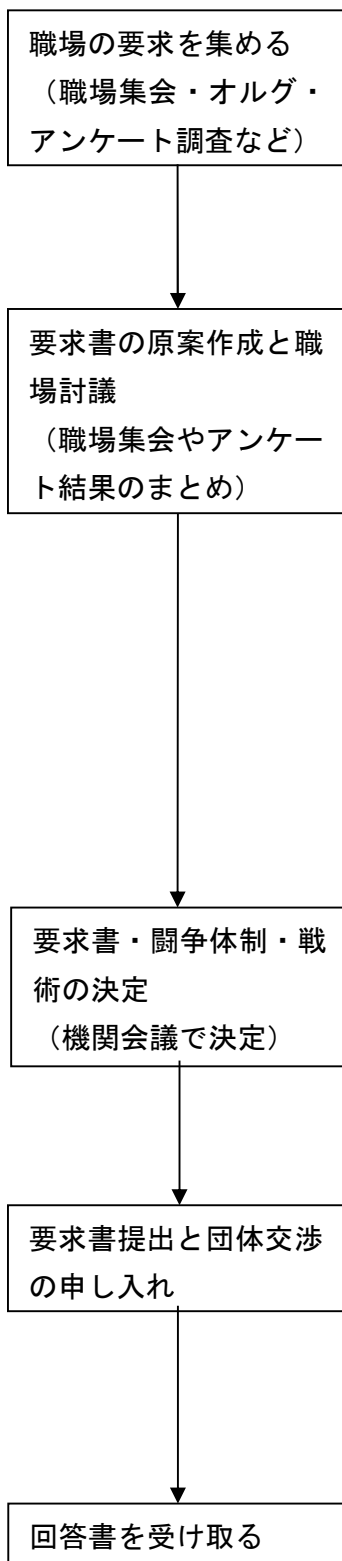 職場の要求を集める
（職場集会・オルグ・
アンケート調査など）
要求書の原案作成と職
場討議
（職場集会やアンケー
ト結果のまとめ）
要求書・闘争体制・戦
術の決定
（機関会議で決定）
要求書提出と団体交渉
の申し入れ
回答書を受け取る